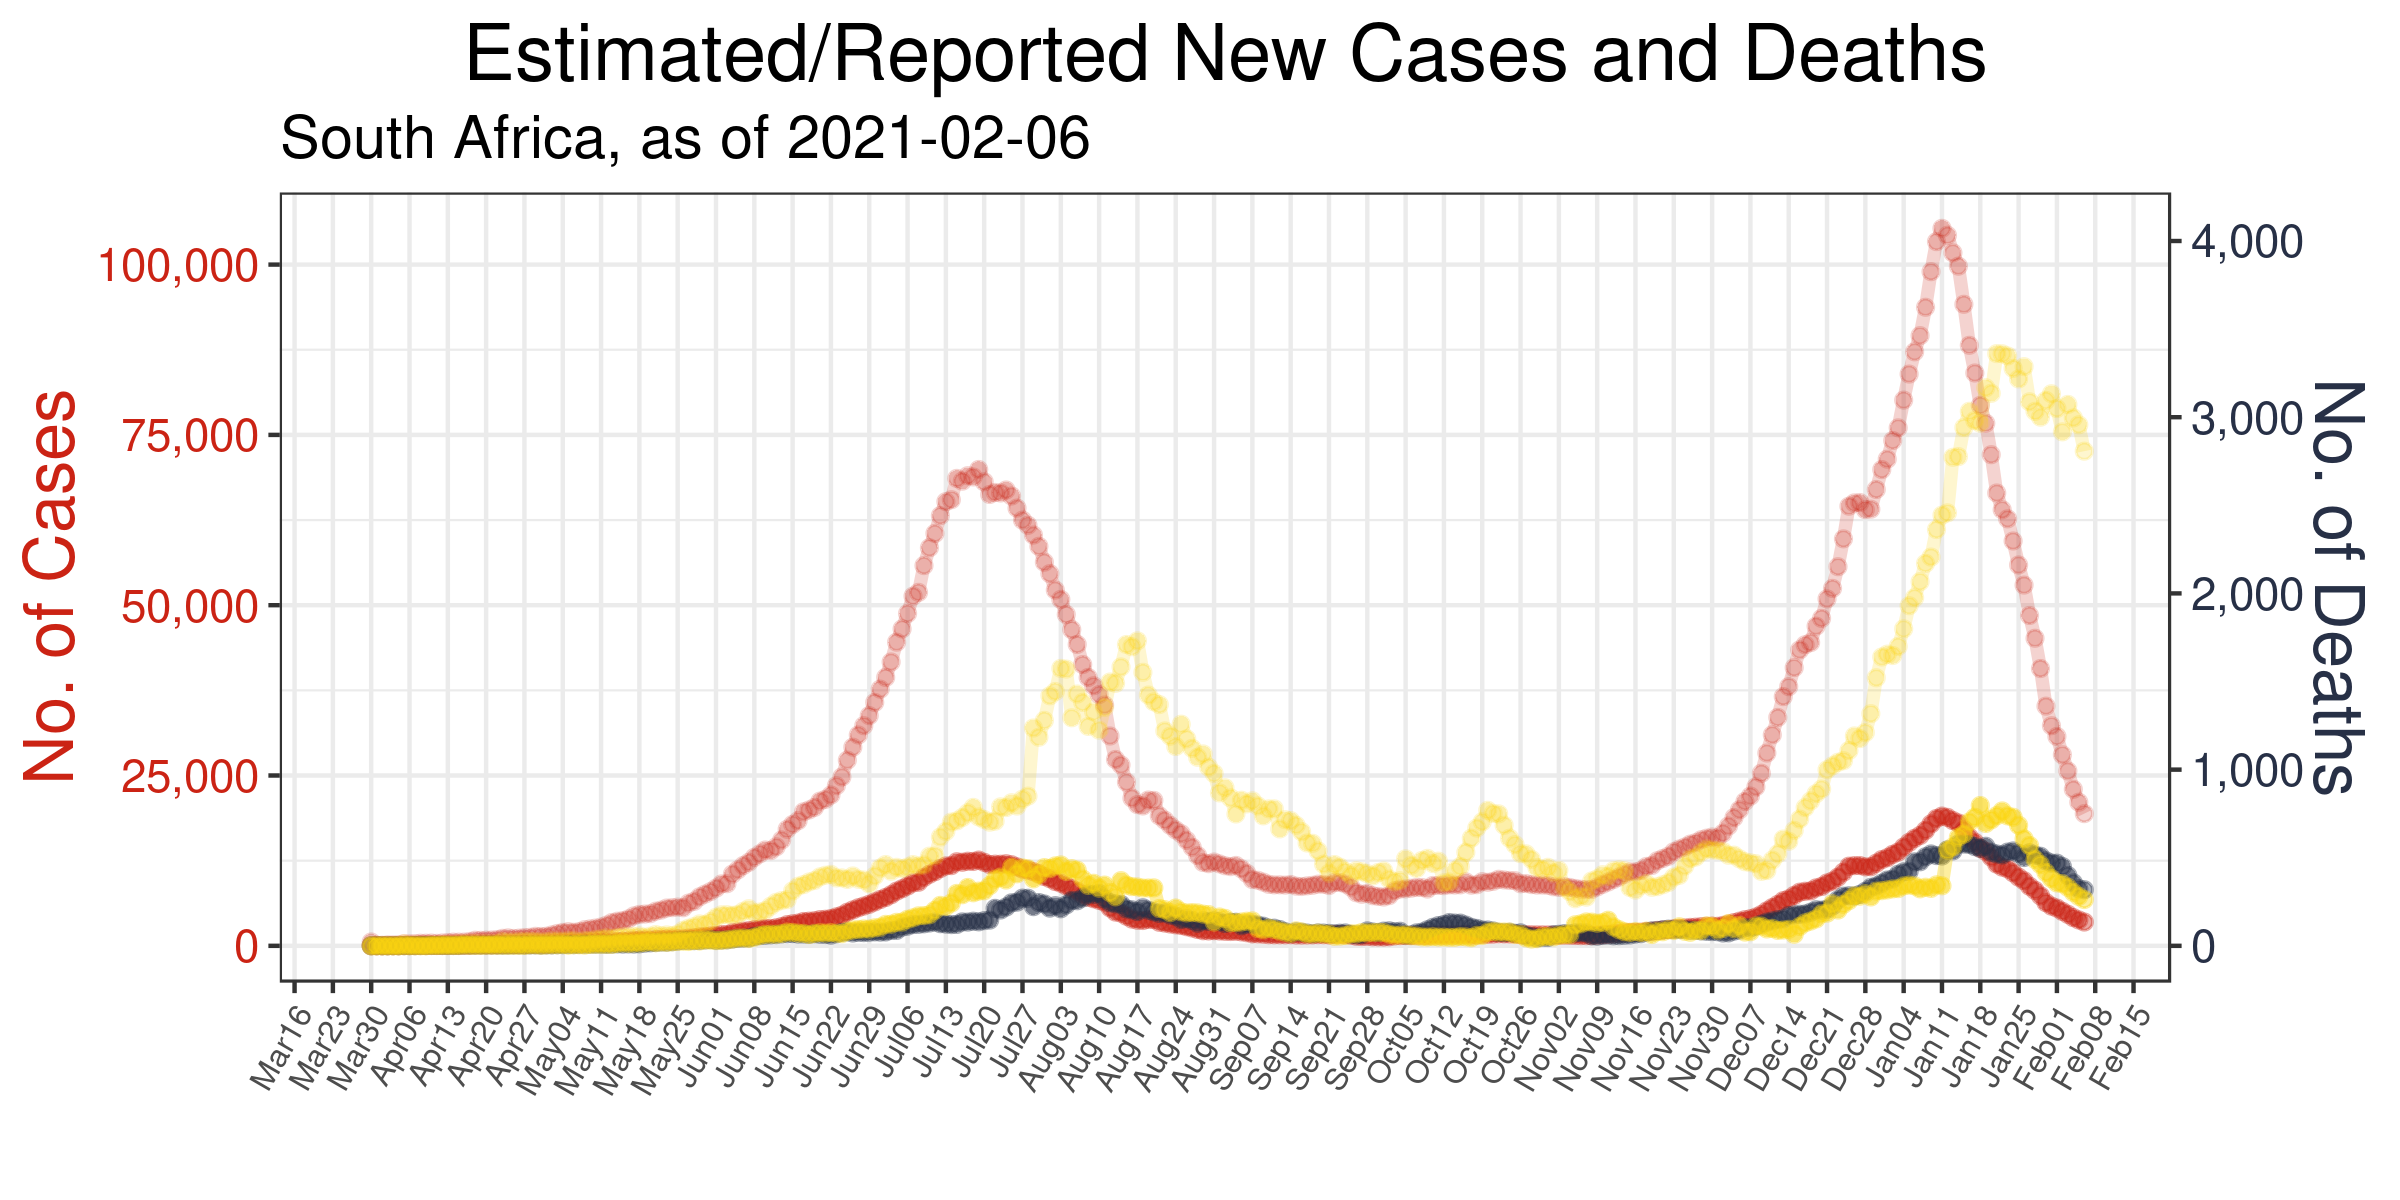 Estimated/Reported New Cases and Deaths
South Africa, as of 2021-02-06
No. of Cases
100,000
75,000
50,000
25,000
0
4,000
3,000
2,000
1,000
0
No. of Deaths
Mar16 Mar23 Mar30 Apr06 Apr13 Apr20 Apr27 May04 May11 May18 May25 Jun01 Jun08 Jun15 Jun22 Jun29 Jul06 Jul13 Jul20 Jul27 Aug03 Aug10 Aug17 Aug24 Aug31 Sep07 Sep14 Sep21 Sep28 Oct05 Oct12 Oct19 Oct26 Nov02 Nov09 Nov16 Nov23 Nov30 Dec07 Dec14 Dec21 Dec28 Jan04 Jan11 Jan18 Jan25 Feb01 Feb08 Feb15